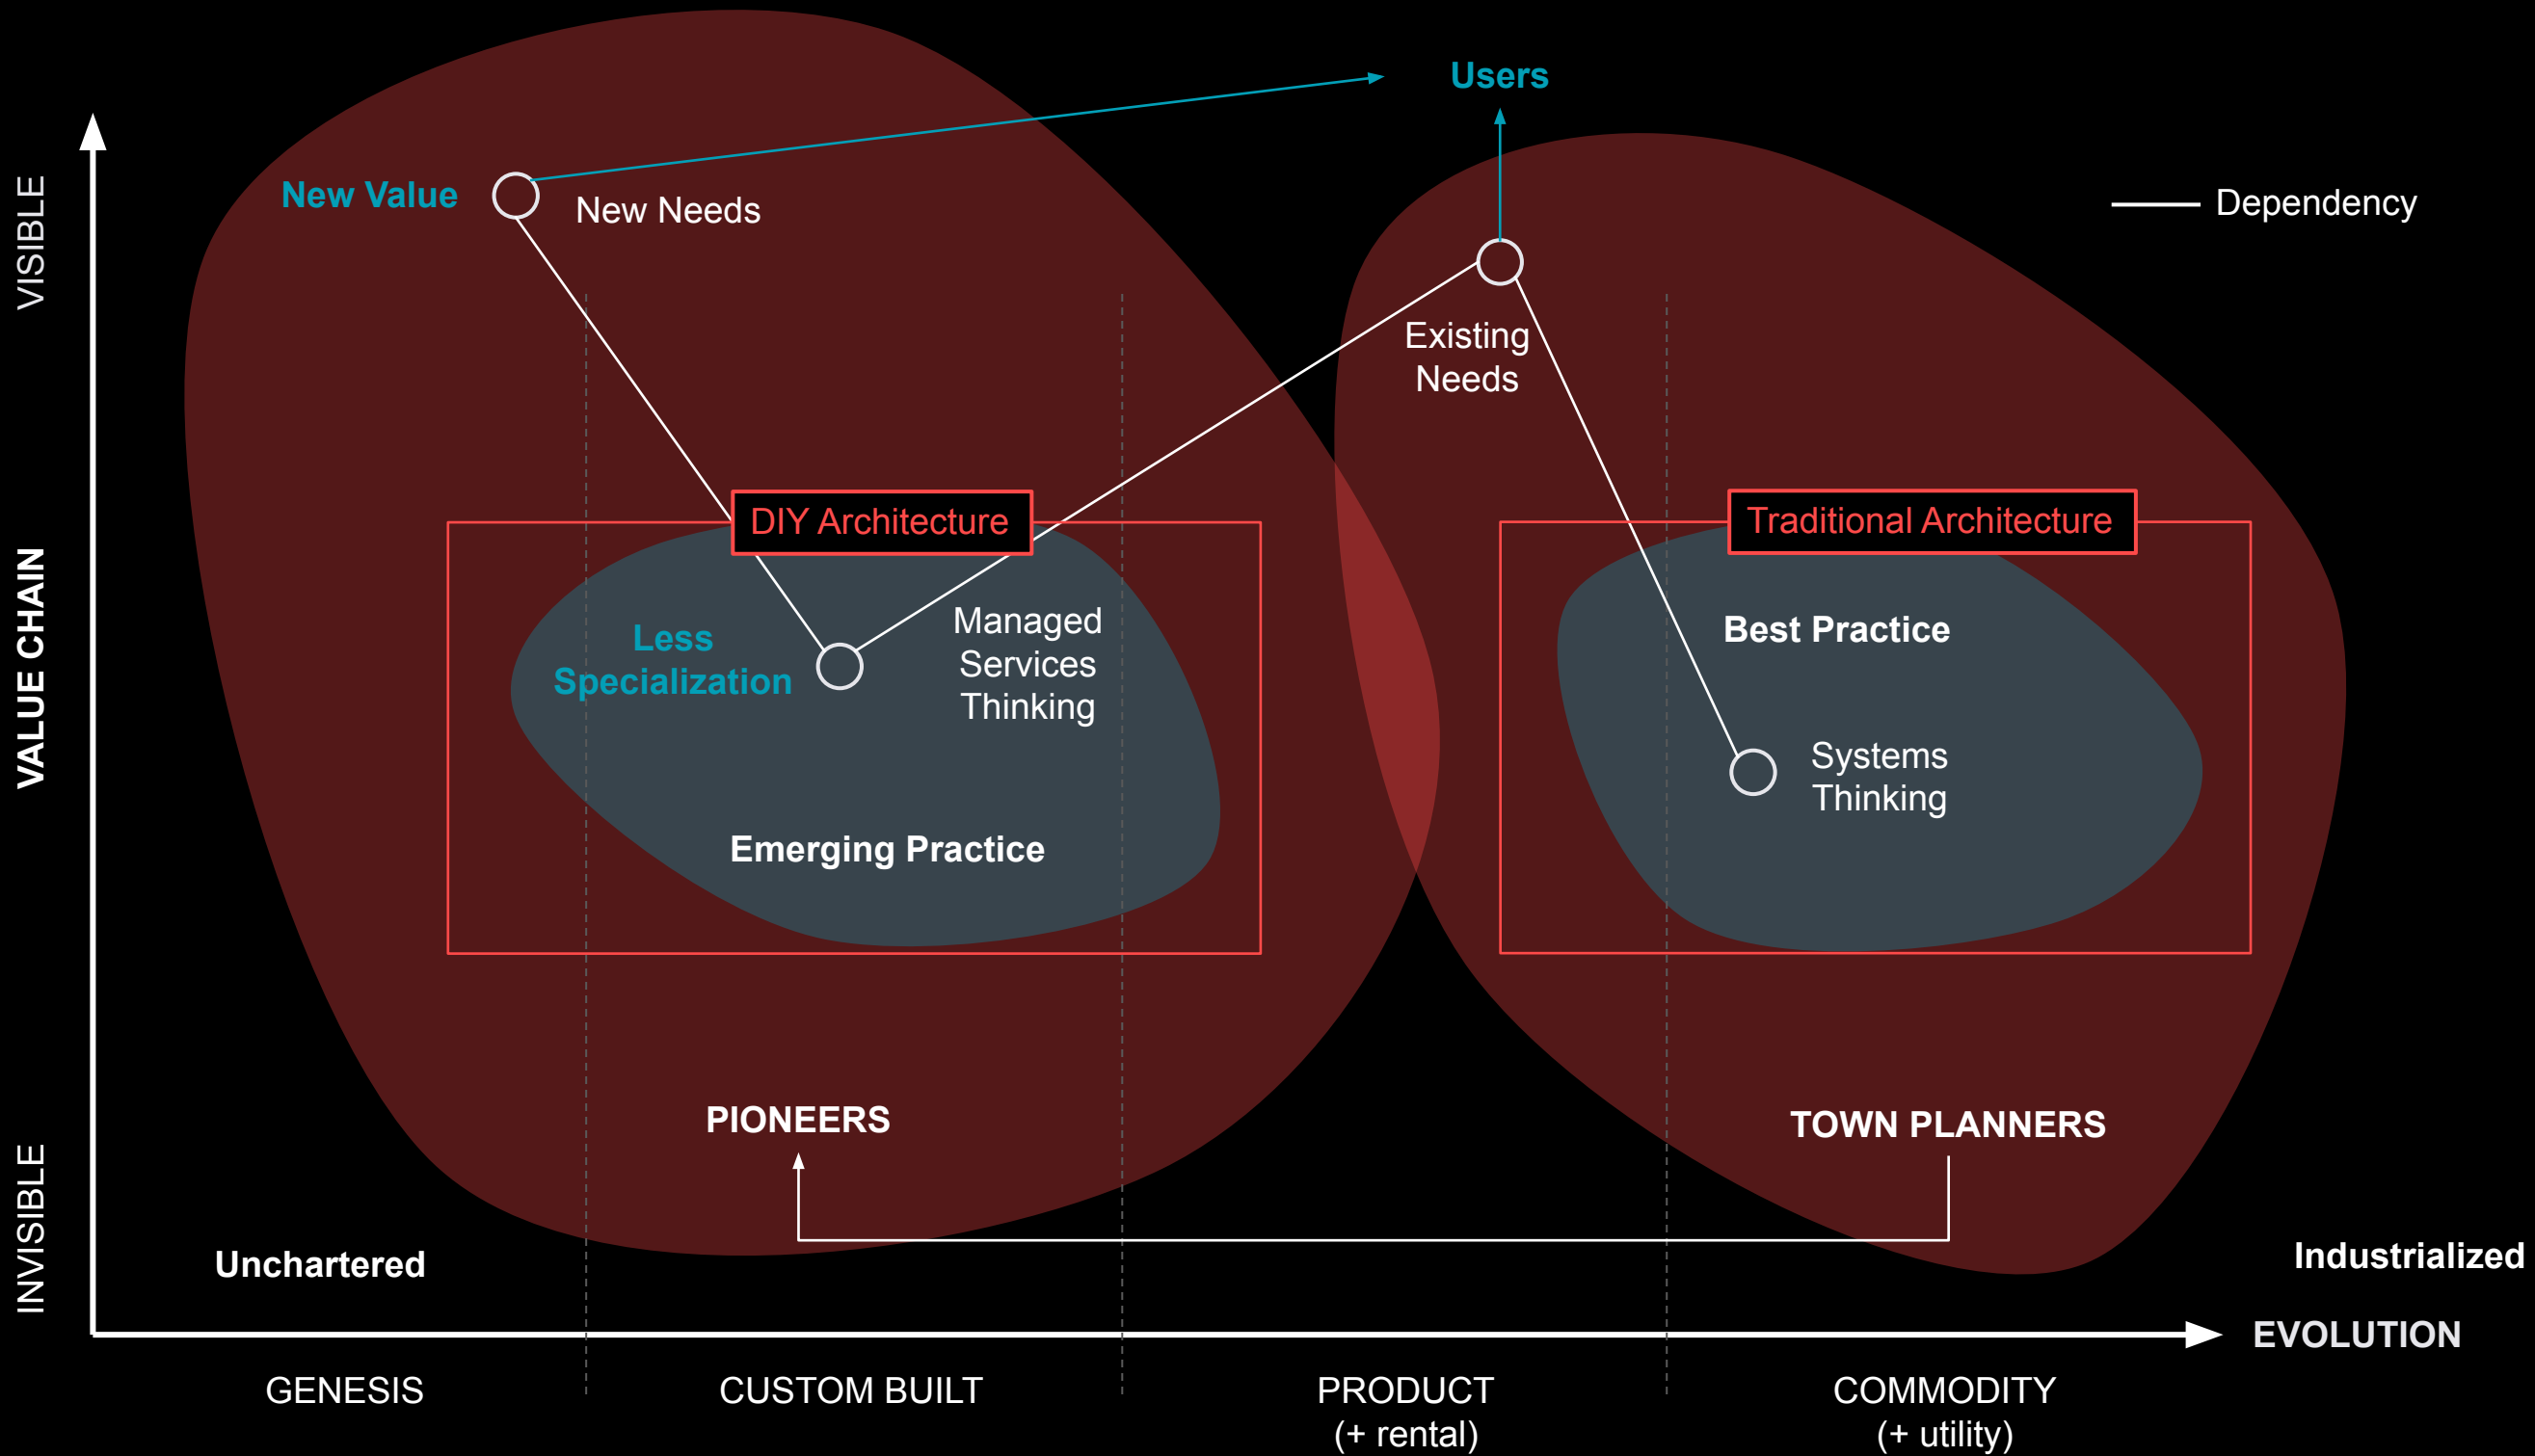 Users
New Value
New Needs
Dependency
VISIBLE
Existing
Needs
DIY Architecture
Traditional Architecture
VALUE CHAIN
Less
Specialization
Managed
Services
Thinking
Best Practice
Systems
Thinking
Emerging Practice
PIONEERS
TOWN PLANNERS
INVISIBLE
Unchartered
Industrialized
EVOLUTION
GENESIS
CUSTOM BUILT
PRODUCT
(+ rental)
COMMODITY
(+ utility)